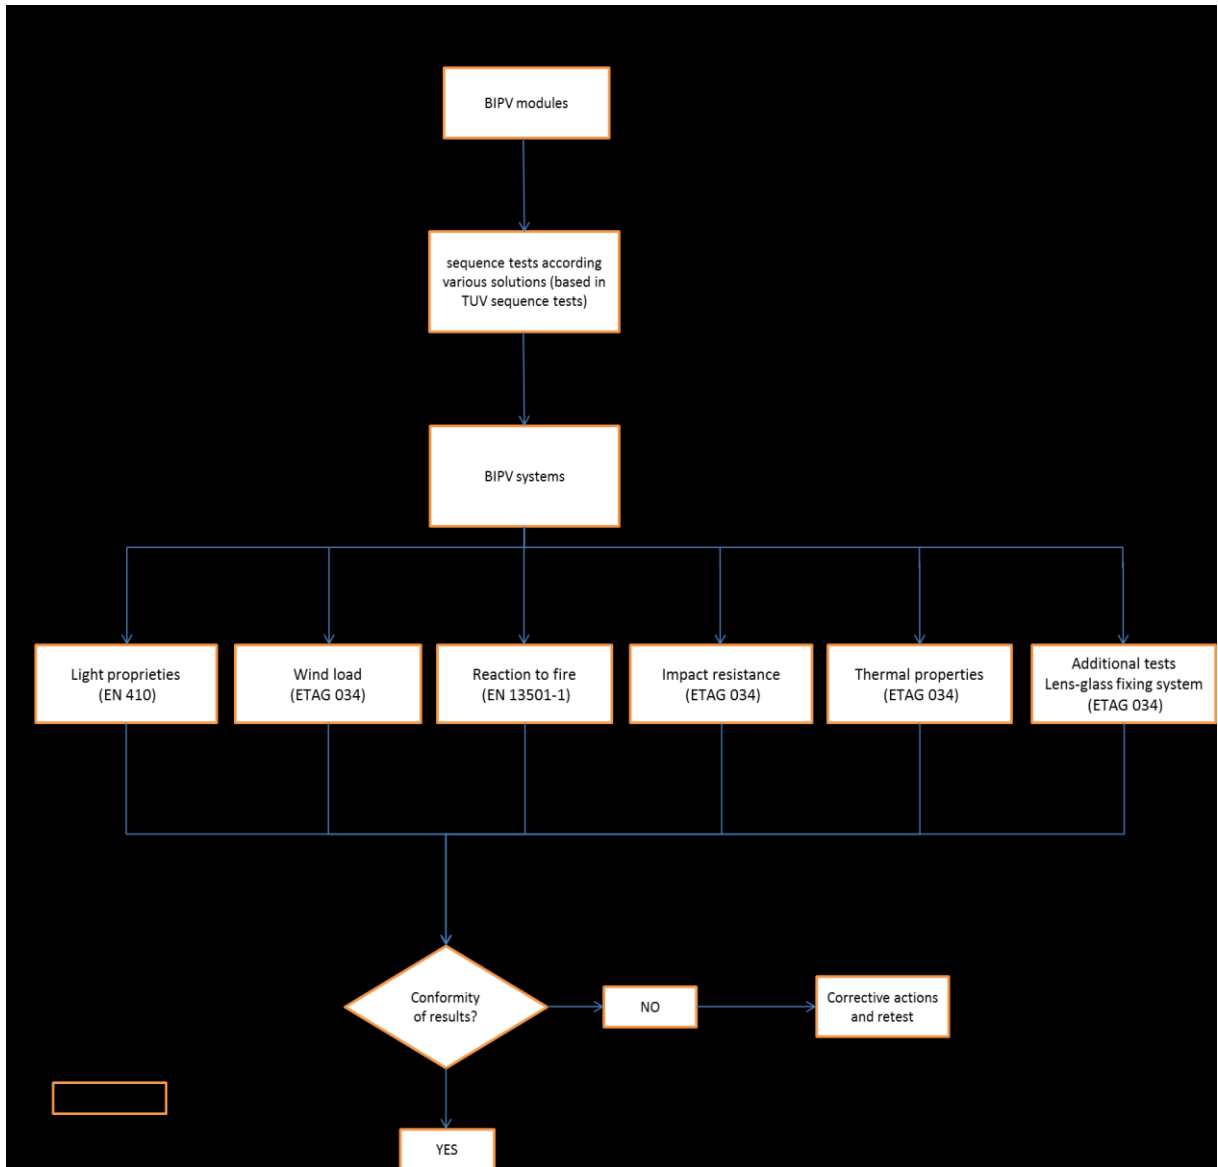 BIPV modules
sequence tests according
various solutions (based in
TUV sequence tests)
BIPV systems
Light proprieties
(EN 410)
Wind load
(ETAG 034)
Reaction to fire
(EN 13501-1)
Impact resistance
(ETAG 034)
Thermal properties
(ETAG 034)
Additional tests
Lens-glass fixing system
(ETAG 034)
Conformity
of results?
NO
Corrective actions
and retest
YES